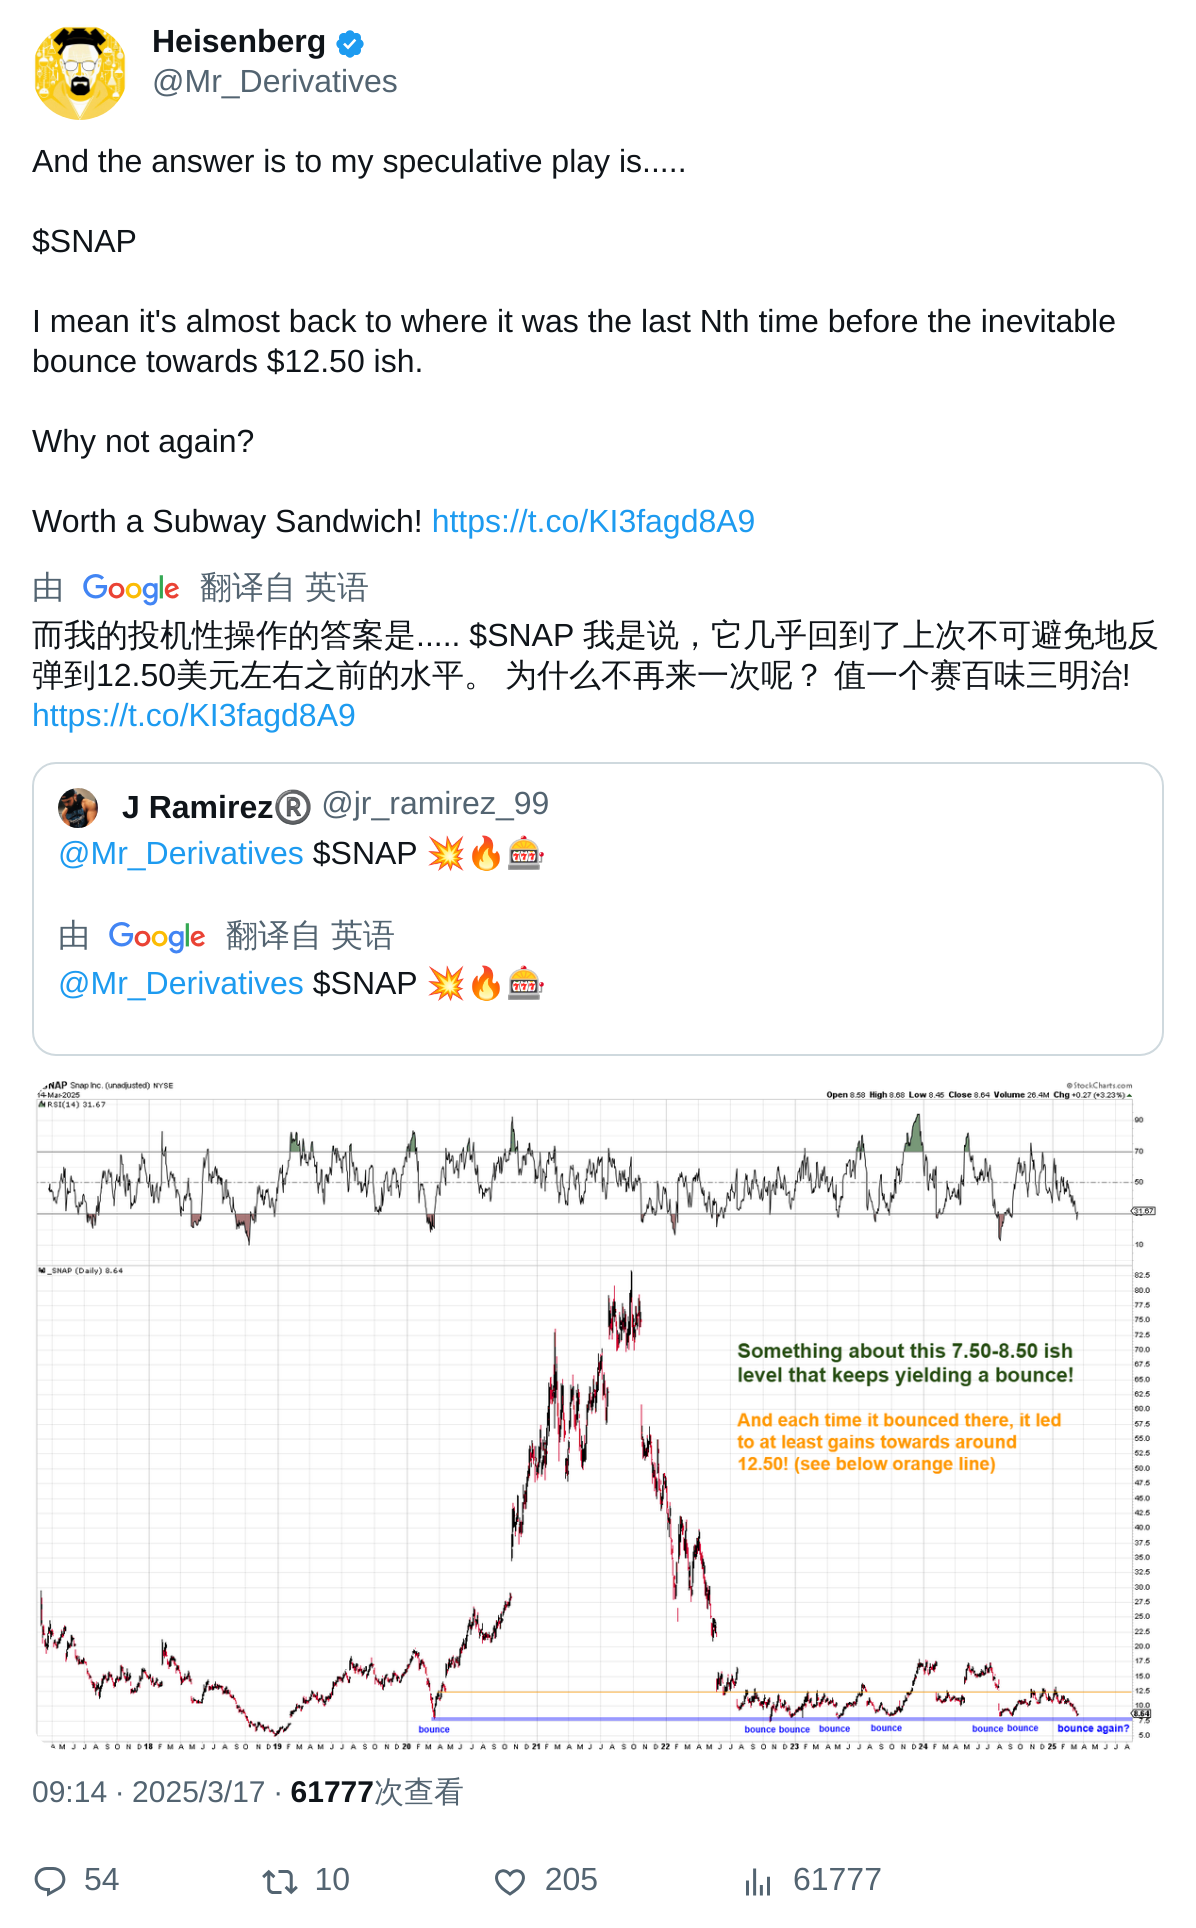 Heisenberg
@Mr_Derivatives
And the answer is to my speculative play is.....
$SNAP
I mean it's almost back to where it was the last Nth time before the inevitable
bounce towards $12.50 ish.
Why not again?
Worth a Subway Sandwich! https://t.co/KI3fagd8A9
由 Google 翻译自 英语
而我的投机性操作的答案是..... $SNAP 我是说，它几乎回到了上次不可避免地反
弹到12.50美元左右之前的水平。 为什么不再来一次呢？ 值一个赛百味三明治!
https://t.co/KI3fagd8A9
J Ramirez® @jr_ramirez_99
@Mr_Derivatives $SNAP 💥🔥🎰
由 Google 翻译自 英语
@Mr_Derivatives $SNAP 💥🔥🎰
SNAP Snap Inc. (unadjusted) NYSE
© StockCharts.com
14-Mar-2025
Open 8.58 High 8.68 Low 8.45 Close 8.64 Volume 26.4M Chg +0.27 (+3.23%)
RSI(14) 31.67
90
70
50
31.67
10
_SNAP (Daily) 8.64
82.5
80.0
77.5
75.0
72.5
70.0
67.5
65.0
62.5
60.0
57.5
55.0
52.5
50.0
47.5
45.0
42.5
40.0
37.5
35.0
32.5
30.0
27.5
25.0
22.5
20.0
17.5
15.0
12.5
10.0
8.64
7.5
5.0
Something about this 7.50-8.50 ish
level that keeps yielding a bounce!
And each time it bounced there, it led
to at least gains towards around
12.50! (see below orange line)
bounce bounce bounce bounce bounce bounce bounce bounce again?
A M J J A S O N D 18 F M A M J J A S O N D 19 F M A M J J A S O N D 20 F M A M J J A S O N D 21 F M A M J J A S O N D 22 F M A M J J A S O N D 23 F M A M J J A S O N D 24 F M A M J J A S O N D 25 F M A M J J A
09:14 · 2025/3/17 · 61777次查看
54 10 205 61777